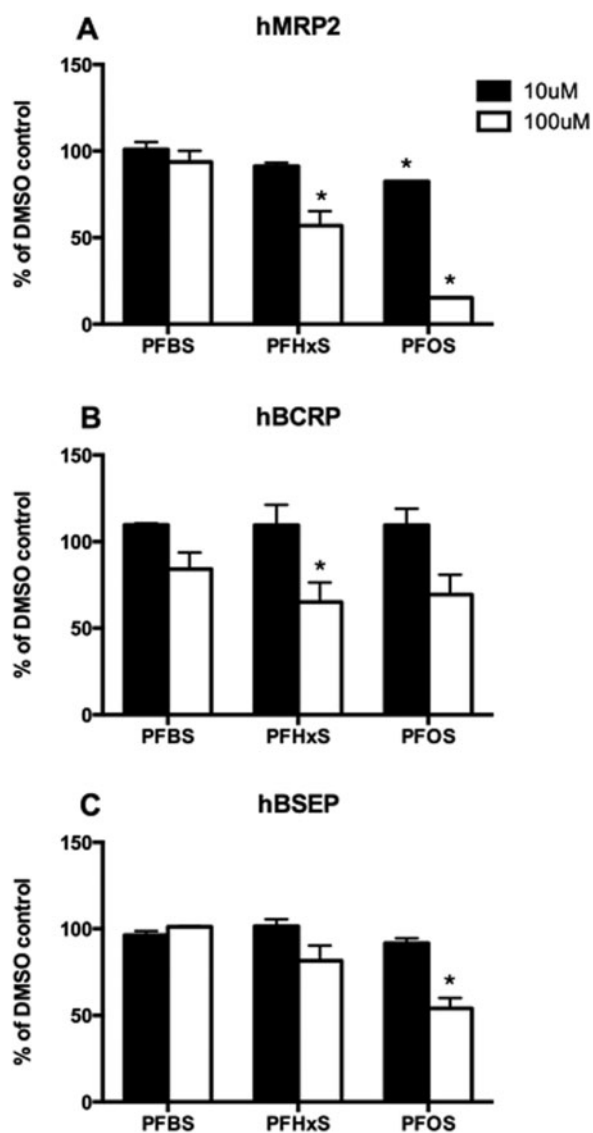 A
hMRP2
% of DMSO control
150
100
50
0
*
*
*
PFBS
PFHxS
PFOS
10uM
100uM
B
hBCRP
% of DMSO control
150
100
50
0
*
PFBS
PFHxS
PFOS
C
hBSEP
% of DMSO control
150
100
50
0
*
PFBS
PFHxS
PFOS